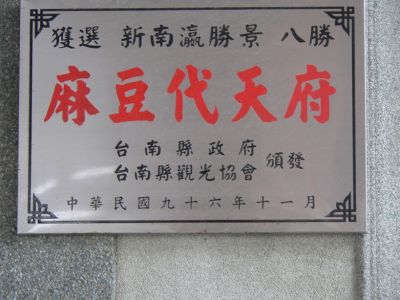 獲選 新南瀛勝景 八勝
麻豆代天府
台南縣政府
台南縣觀光協會 頒發
中華民國九十六年十一月